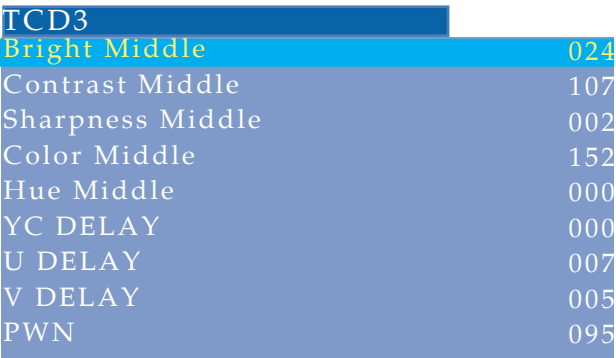 TCD3
Bright Middle 024
Contrast Middle 107
Sharpness Middle 002
Color Middle 152
Hue Middle 000
YC DELAY 000
U DELAY 007
V DELAY 005
PWN 095